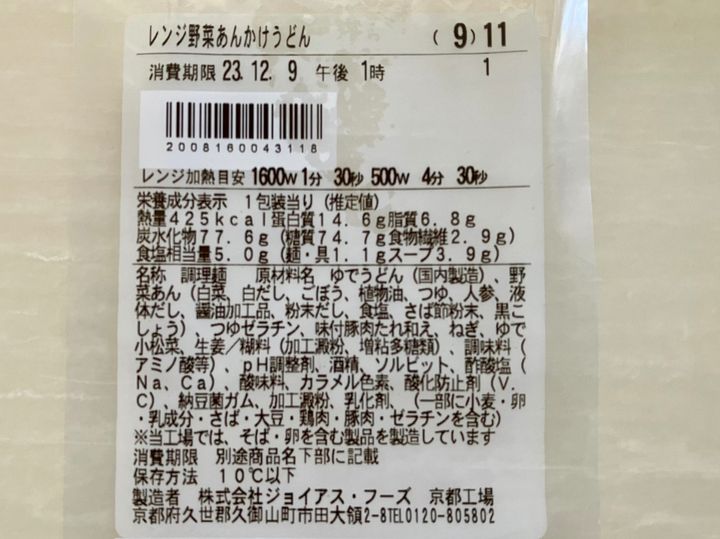 レンジ野菜あんかけうどん (9)11
消費期限 23.12.9 午後 1時 1
2008160043118
レンジ加熱目安 1600W 1分 30秒 500W 4分 30秒
栄養成分表示 1包装当り(推定値)
熱量425kcal蛋白質14.6g脂質6.8g
炭水化物77.6g(糖質74.7g食物繊維2.9g)
食塩相当量5.0g(麺・具1.1gスープ3.9g)
名称 調理麺 原材料名 ゆでうどん(国内製造)、野
菜あん(白菜、白だし、ごぼう、植物油、つゆ、人参、液
体だし、醤油加工品、粉末だし、食塩、さば節粉末、黒こ
しょう)、つゆゼラチン、味付豚肉たれ和え、ねぎ、ゆで
小松菜、生姜/糊料(加工澱粉、増粘多糖類)、調味料(
アミノ酸等)、pH調整剤、酒精、ソルビット、酢酸塩(
Na、Ca)、酸味料、カラメル色素、酸化防止剤(V.
C)、納豆菌ガム、加工澱粉、乳化剤、(一部に小麦・卵
・乳成分・さば・大豆・鶏肉・豚肉・ゼラチンを含む)
※当工場では、そば・卵を含む製品を製造しています
消費期限 別途商品名下部に記載
保存方法 10℃以下
製造者 株式会社ジョイアス・フーズ 京都工場
京都府久世郡久御山町市田大領2-8TEL0120-805802